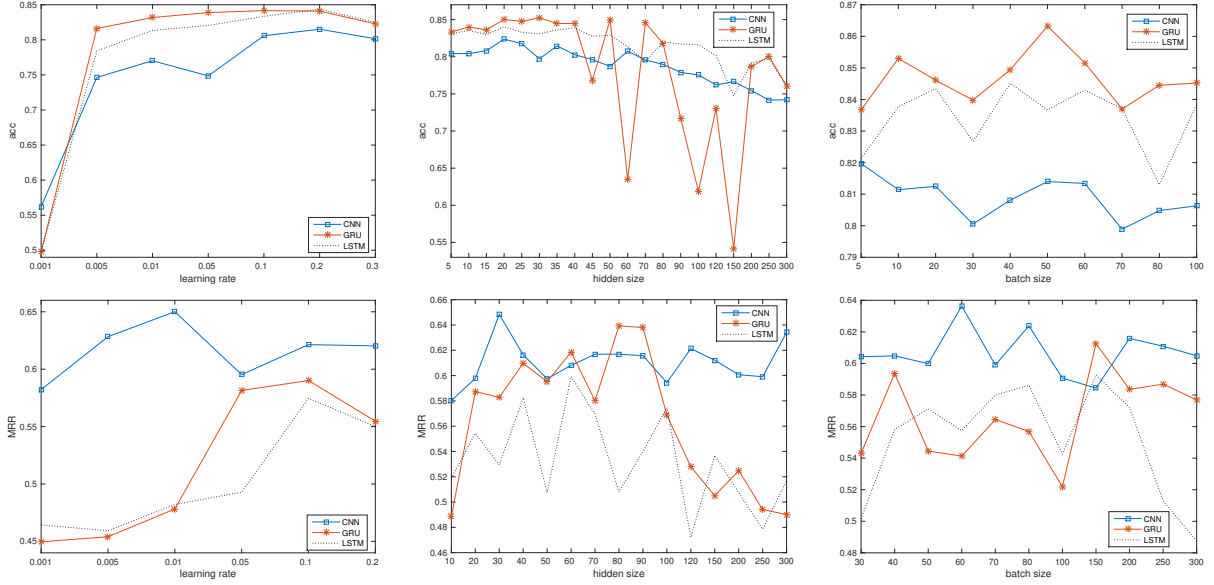 0.85
0.8
0.75
0.7
0.65
0.6
0.55
0.5
acc
0.001 0.005 0.01 0.05 0.1 0.2 0.3
learning rate
CNN
GRU
LSTM
0.85
0.8
0.75
0.7
0.65
0.6
0.55
acc
5 10 15 20 25 30 35 40 45 50 60 70 80 90 100 120 150 200 250 300
hidden size
CNN
GRU
LSTM
0.87
0.86
0.85
0.84
0.83
0.82
0.81
0.8
0.79
acc
5 10 20 30 40 50 60 70 80 100
batch size
CNN
GRU
LSTM
0.65
0.6
0.55
0.5
0.45
MRR
0.001 0.005 0.01 0.05 0.1 0.2
learning rate
CNN
GRU
LSTM
0.66
0.64
0.62
0.6
0.58
0.56
0.54
0.52
0.5
0.48
0.46
MRR
10 20 30 40 50 60 70 80 90 100 120 150 200 250 300
hidden size
CNN
GRU
LSTM
0.64
0.62
0.6
0.58
0.56
0.54
0.52
0.5
0.48
MRR
30 40 50 60 70 80 100 150 200 250 300
batch size
CNN
GRU
LSTM